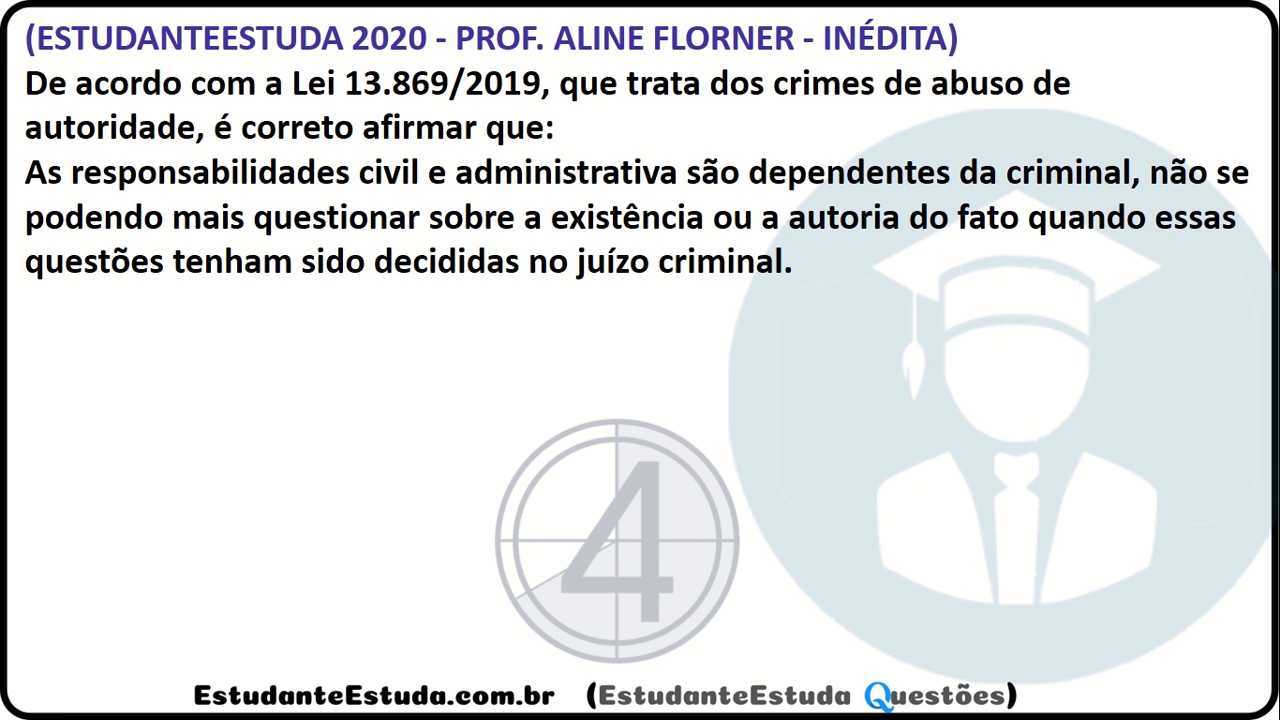 (ESTUDANTEESTUDA 2020 - PROF. ALINE FLORNER - INÉDITA)
De acordo com a Lei 13.869/2019, que trata dos crimes de abuso de
autoridade, é correto afirmar que:
As responsabilidades civil e administrativa são dependentes da criminal, não se
podendo mais questionar sobre a existência ou a autoria do fato quando essas
questões tenham sido decididas no juízo criminal.
4
EstudanteEstuda.com.br (EstudanteEstuda Questões)